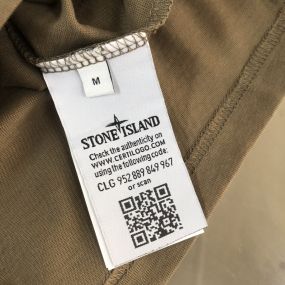 M
STONE ISLAND
Check the authenticity on
WWW.CERTILOGO.COM
using the following code:
CLG 952 889 849 967
or scan